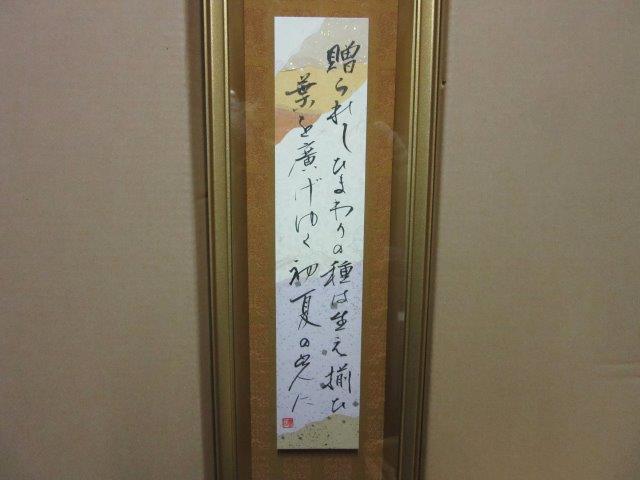 贈られしひまわりの種は生え揃ひ
葉を廣げゆく初夏の光に